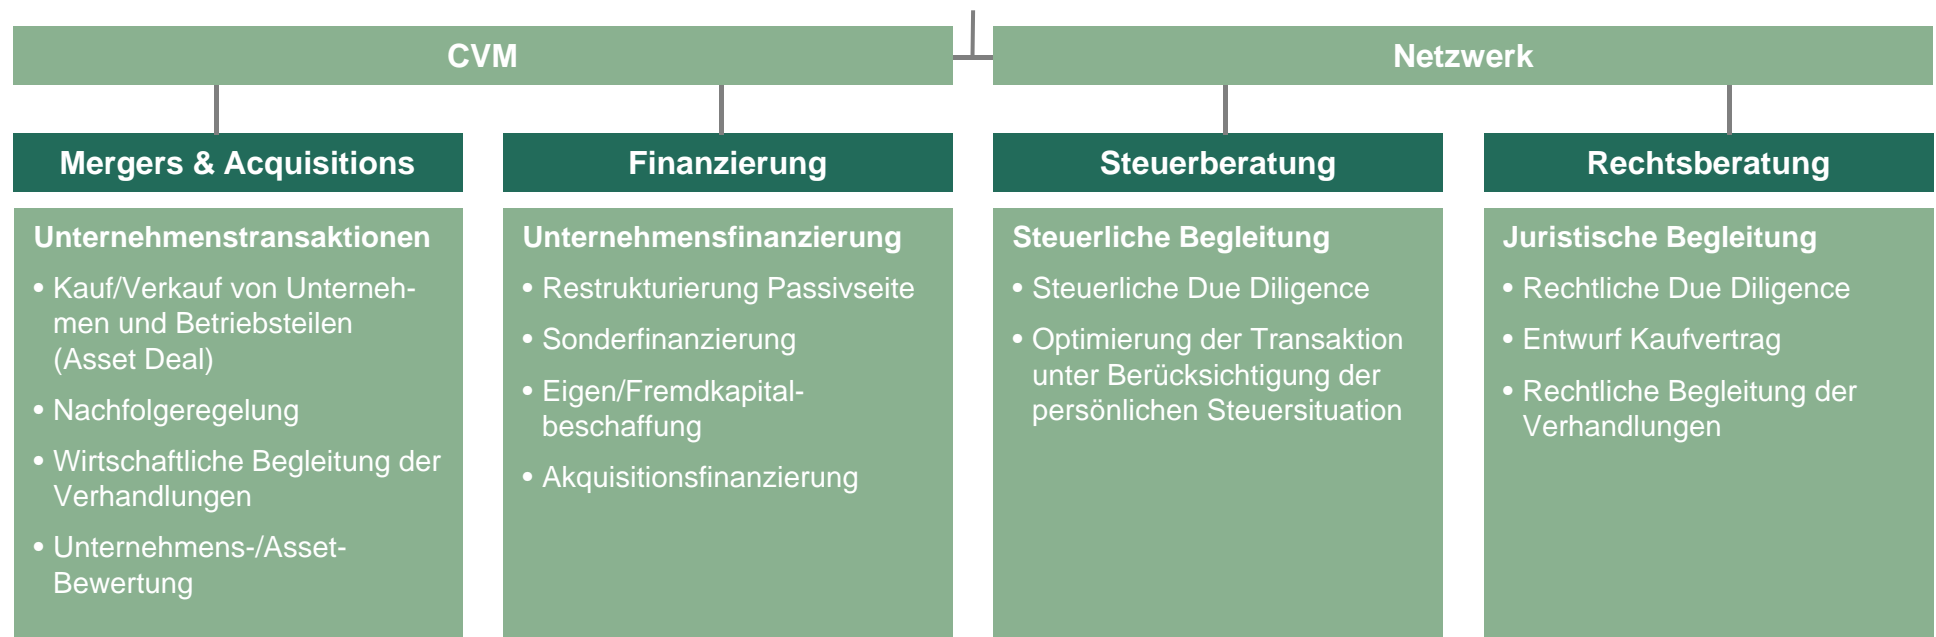 CVM
Netzwerk
Mergers & Acquisitions
Finanzierung
Steuerberatung
Rechtsberatung
Unternehmenstransaktionen
• Kauf/Verkauf von Unterneh-
men und Betriebsteilen
(Asset Deal)
• Nachfolgeregelung
• Wirtschaftliche Begleitung der
Verhandlungen
• Unternehmens-/Asset-
Bewertung
Unternehmensfinanzierung
• Restrukturierung Passivseite
• Sonderfinanzierung
• Eigen/Fremdkapital-
beschaffung
• Akquisitionsfinanzierung
Steuerliche Begleitung
• Steuerliche Due Diligence
• Optimierung der Transaktion
unter Berücksichtigung der
persönlichen Steuersituation
Juristische Begleitung
• Rechtliche Due Diligence
• Entwurf Kaufvertrag
• Rechtliche Begleitung der
Verhandlungen